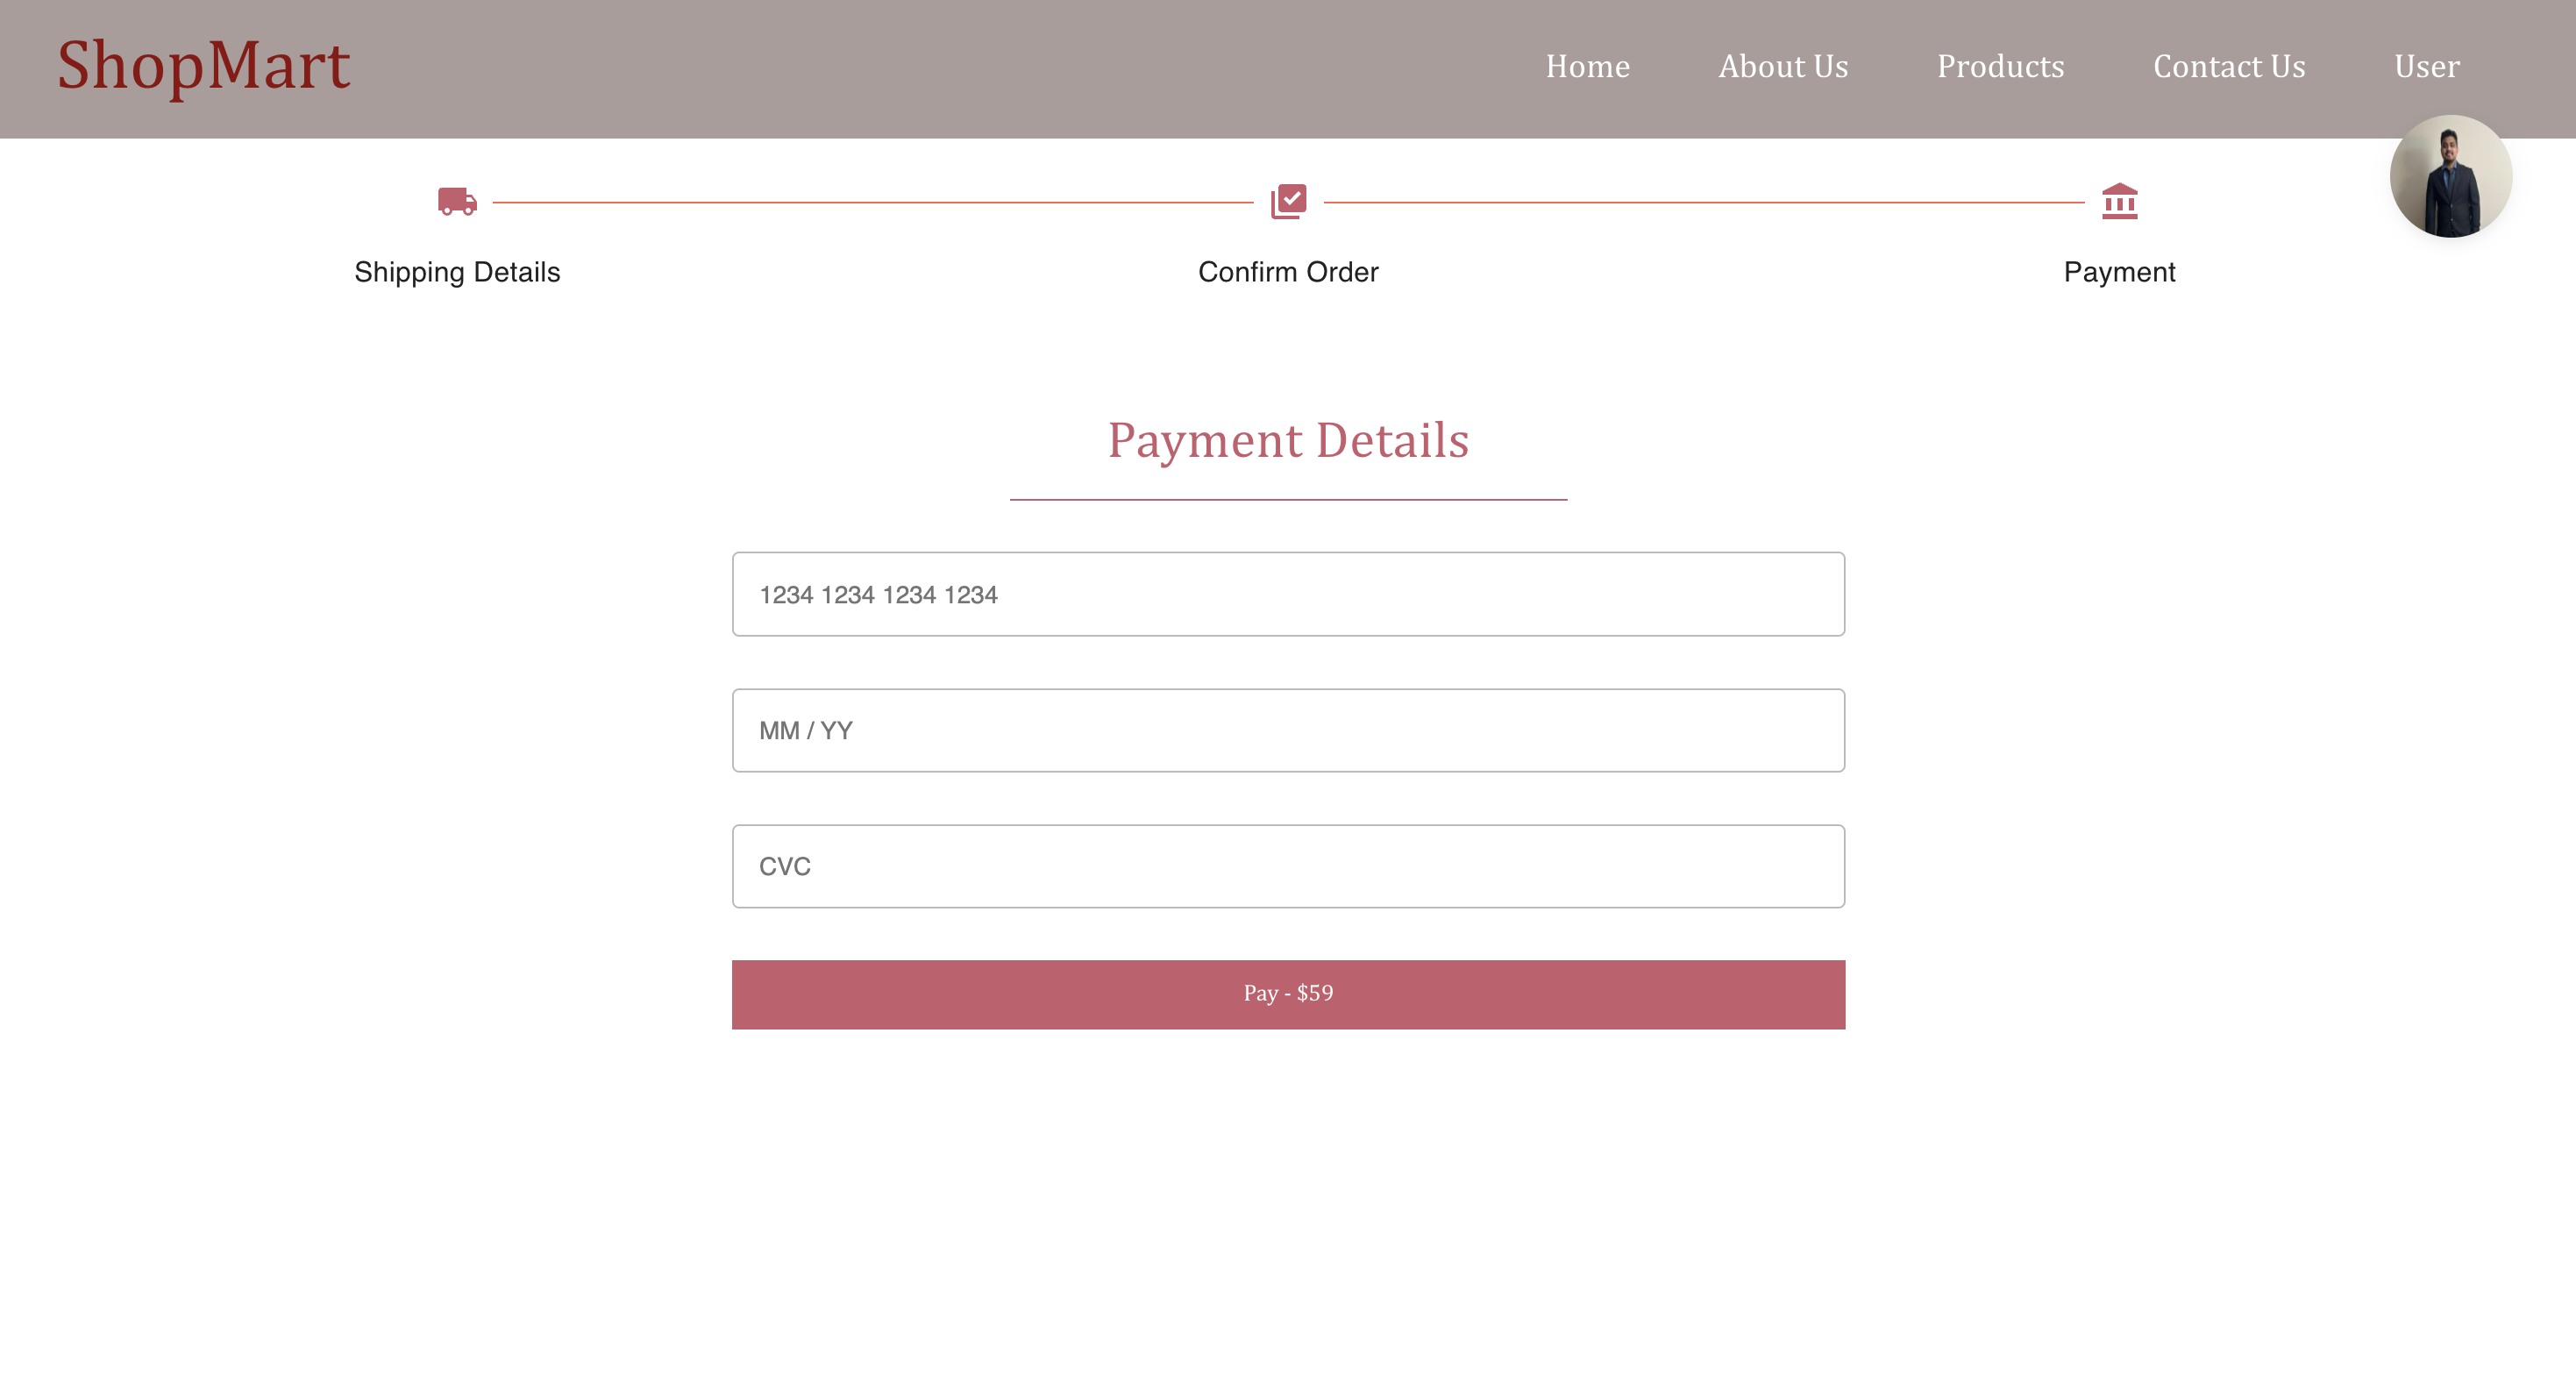 ShopMart
Home About Us Products Contact Us User
Shipping Details Confirm Order Payment
Payment Details
1234 1234 1234 1234
MM / YY
CVC
Pay - $59